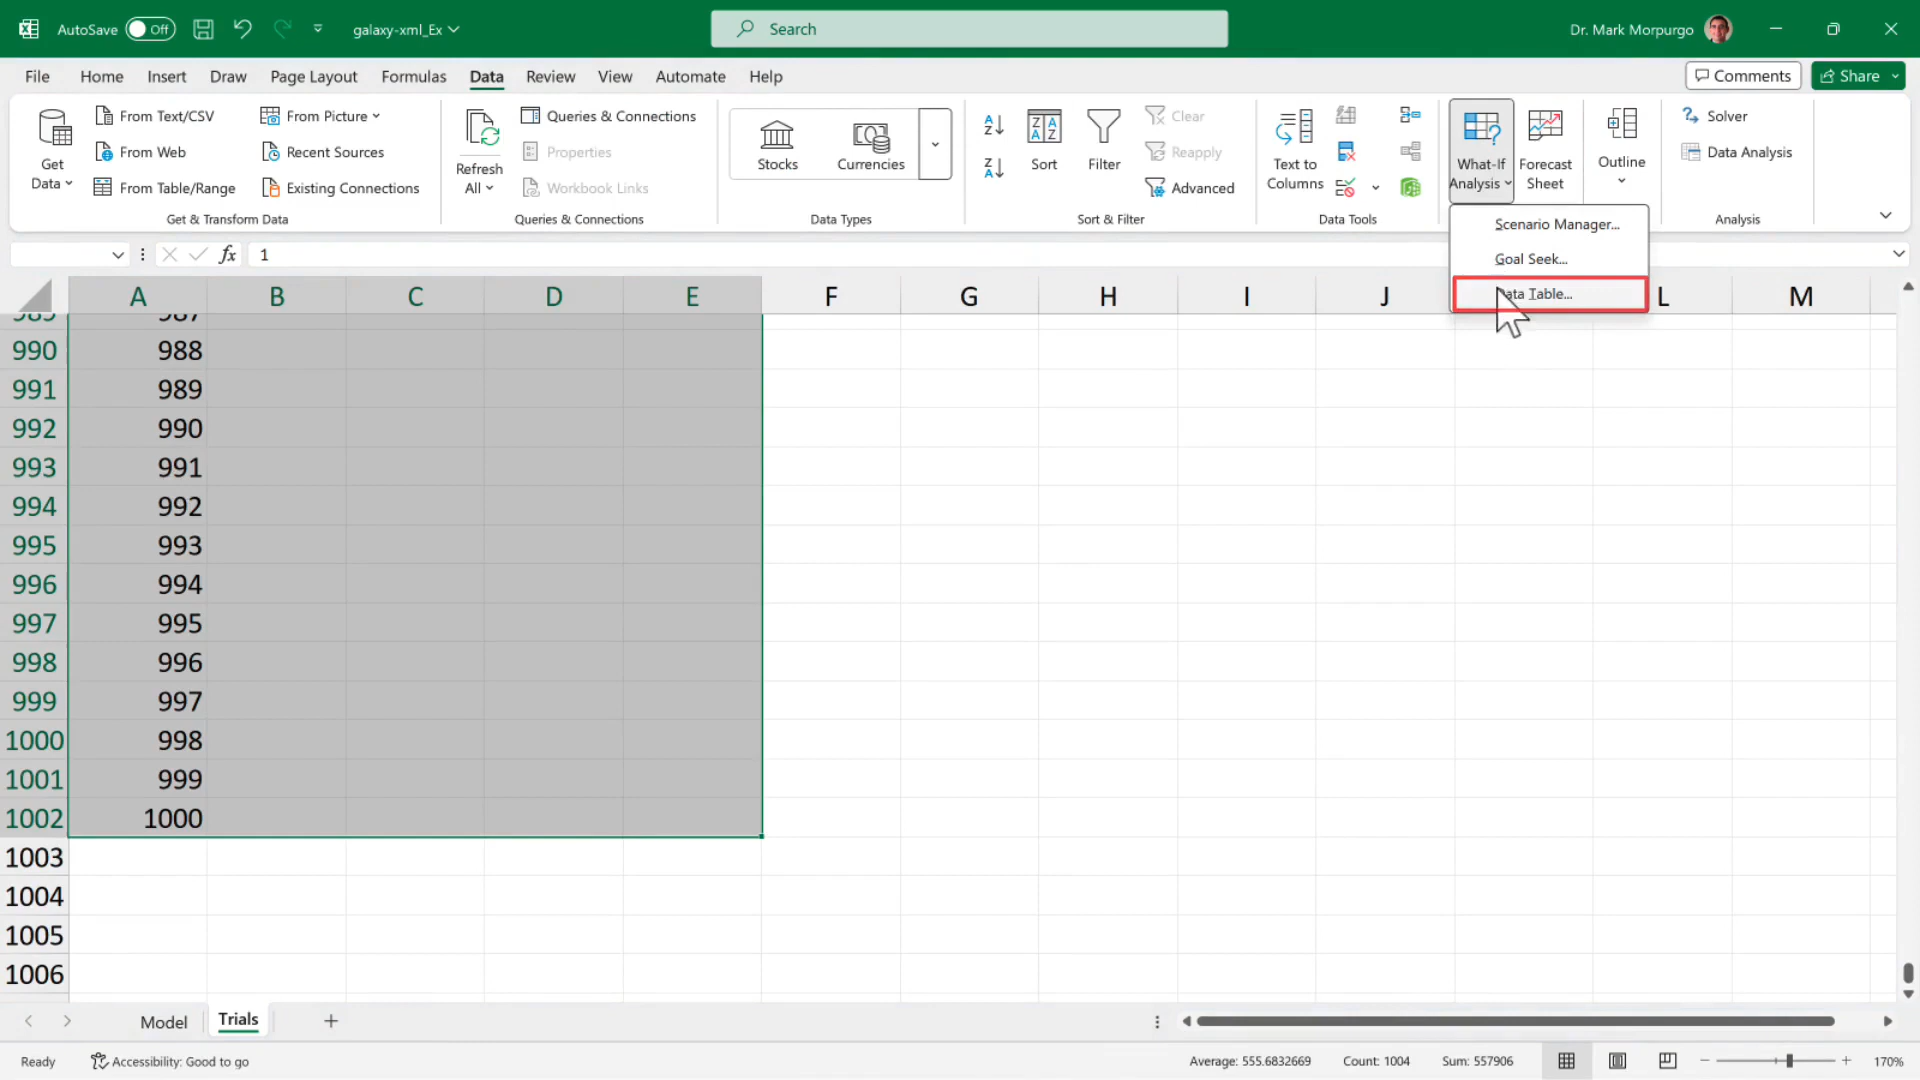 AutoSave Off galaxy-xml_Ex Search Dr. Mark Morpurgo
File Home Insert Draw Page Layout Formulas Data Review View Automate Help Comments Share
Get Data
From Text/CSV
From Web
From Table/Range
From Picture
Recent Sources
Existing Connections
Get & Transform Data
Refresh All
Queries & Connections
Properties
Workbook Links
Queries & Connections
Stocks
Currencies
Data Types
Sort
Filter
Clear
Reapply
Advanced
Sort & Filter
Text to Columns
Data Tools
What-If Analysis
Forecast Sheet
Outline
Solver
Data Analysis
Analysis
Scenario Manager...
Goal Seek...
Table...
fx 1
A B C D E F G H I J L M
989 987
990 988
991 989
992 990
993 991
994 992
995 993
996 994
997 995
998 996
999 997
1000 998
1001 999
1002 1000
1003
1004
1005
1006
Model Trials
Ready Accessibility: Good to go Average: 555.6832669 Count: 1004 Sum: 557906 170%